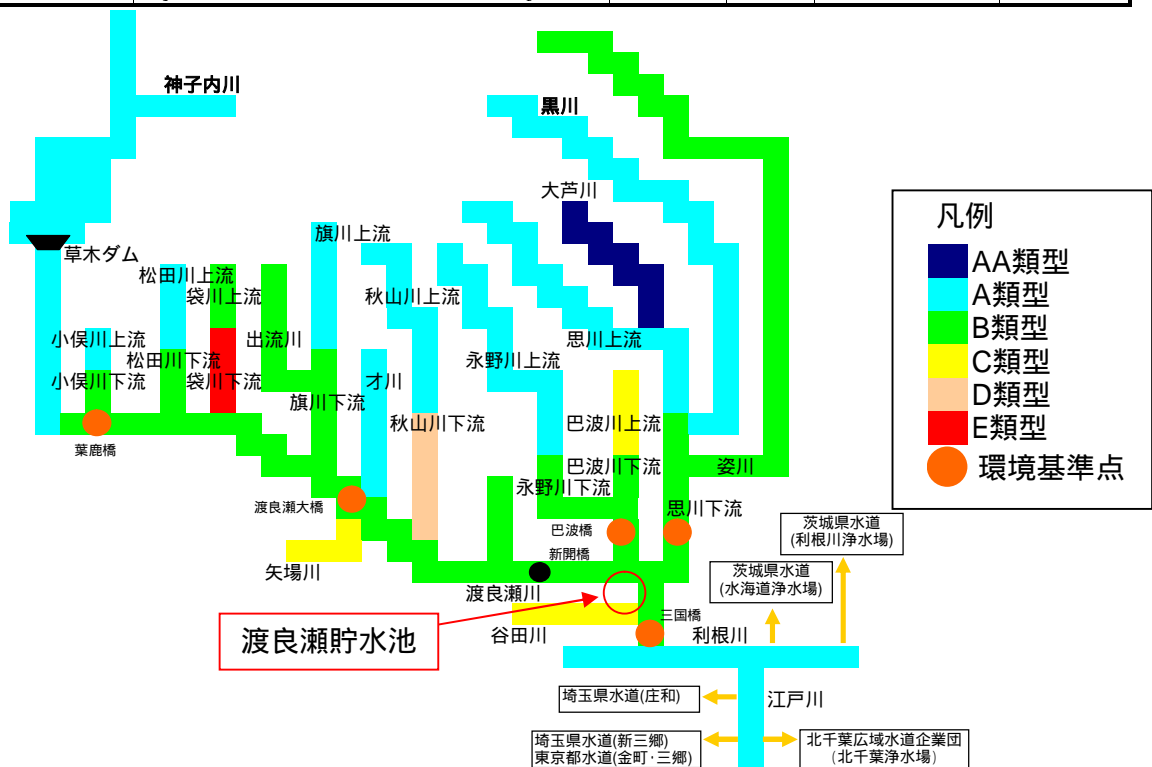 神子内川
黒川
大芦川
草木ダム
旗川上流
松田川上流
袋川上流
秋山川上流
小俣川上流
出流川
思川上流
松田川下流
永野川上流
小俣川下流
袋川下流
才川
旗川下流
秋山川下流
巴波川上流
葉鹿橋
巴波川下流
姿川
永野川下流
渡良瀬大橋
思川下流
巴波橋
新開橋
矢場川
渡良瀬川
三国橋
谷田川
利根川
渡良瀬貯水池
凡例
AA類型
A類型
B類型
C類型
D類型
E類型
環境基準点
茨城県水道
(利根川浄水場)
茨城県水道
(水海道浄水場)
埼玉県水道(庄和)
江戸川
埼玉県水道(新三郷)
東京都水道(金町・三郷)
北千葉広域水道企業団
(北千葉浄水場)